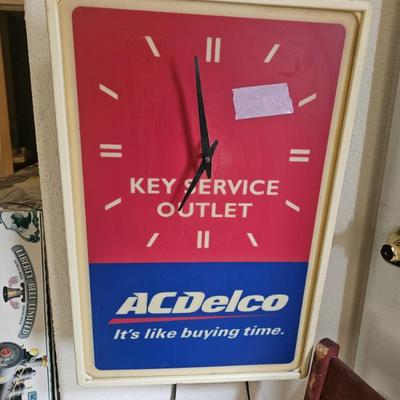 KEY SERVICE
OUTLET
ACDelco
It's like buying time.
LIBERTY BELL LIMITED